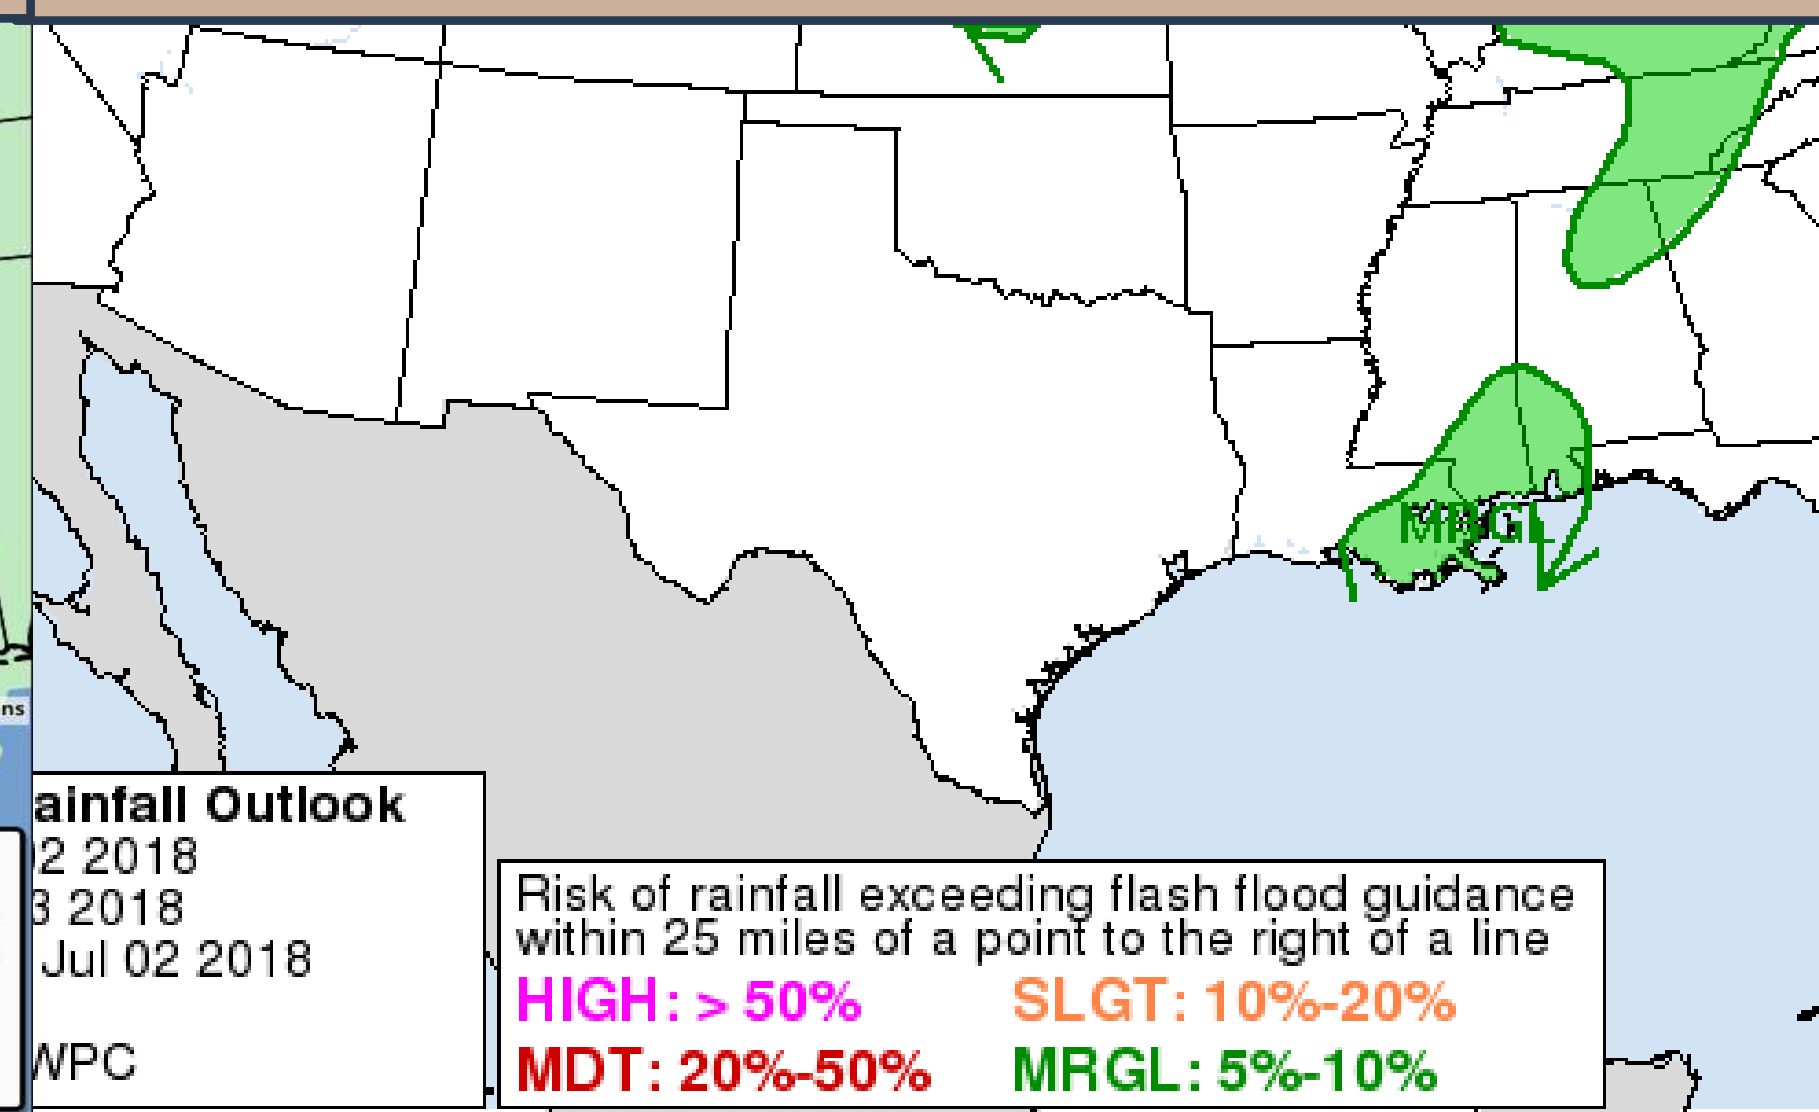 MRGL
ns
ainfall Outlook
02 2018
3 2018
Jul 02 2018
WPC
Risk of rainfall exceeding flash flood guidance
within 25 miles of a point to the right of a line
HIGH: > 50% SLGT: 10%-20%
MDT: 20%-50% MRGL: 5%-10%